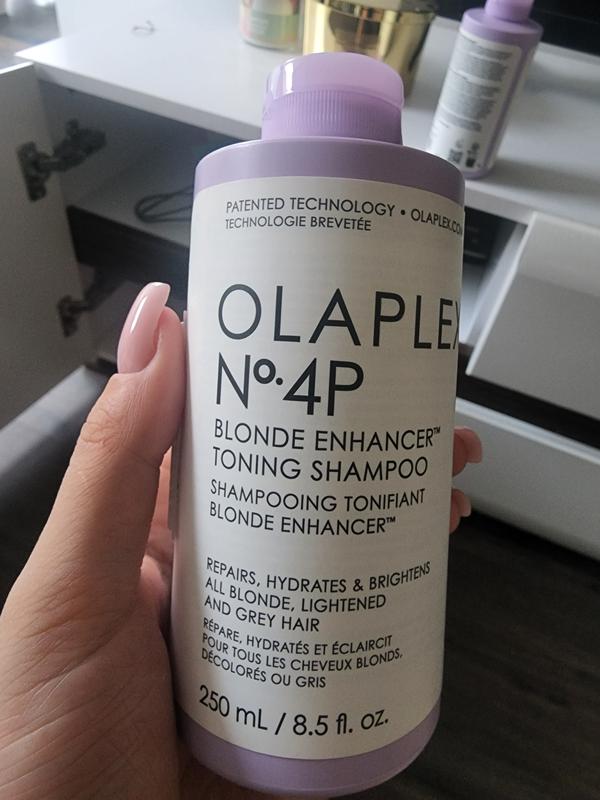 PATENTED TECHNOLOGY • OLAPLEX.COM
TECHNOLOGIE BREVETÉE
OLAPLEX
Nº.4P
BLONDE ENHANCER™
TONING SHAMPOO
SHAMPOOING TONIFIANT
BLONDE ENHANCER™
REPAIRS, HYDRATES & BRIGHTENS
ALL BLONDE, LIGHTENED
AND GREY HAIR
RÉPARE, HYDRATÉS ET ÉCLAIRCIT
POUR TOUS LES CHEVEUX BLONDS,
DÉCOLORÉS OU GRIS
250 mL / 8.5 fl. oz.